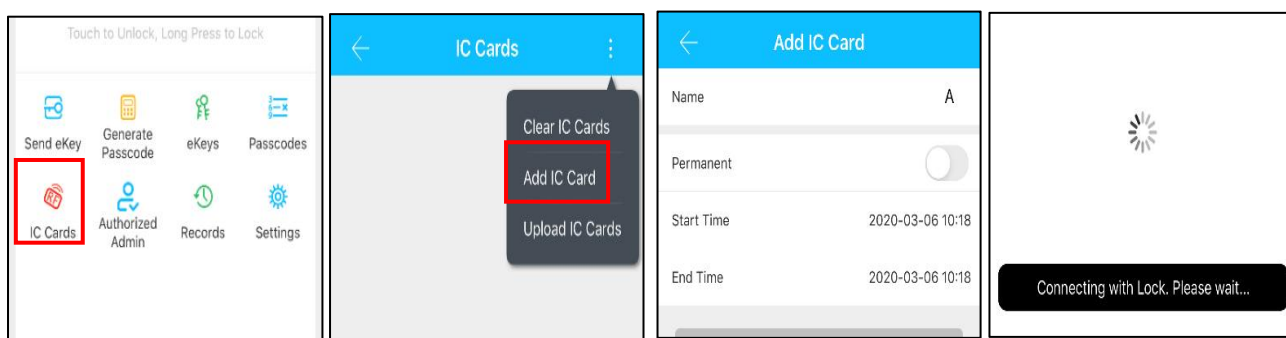 Touch to Unlock, Long Press to Lock
Send eKey
Generate
Passcode
eKeys
Passcodes
RF
IC Cards
Authorized
Admin
Records
Settings
IC Cards
Clear IC Cards
Add IC Card
Upload IC Cards
Add IC Card
Name A
Permanent
Start Time 2020-03-06 10:18
End Time 2020-03-06 10:18
Connecting with Lock. Please wait...